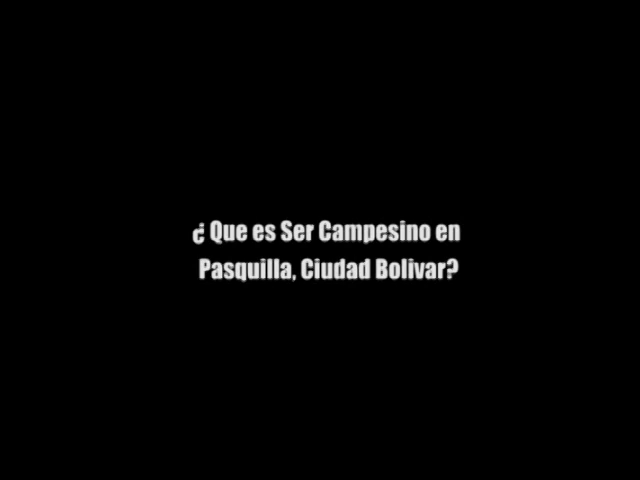 ¿ Que es Ser Campesino en
Pasquilla, Ciudad Bolivar?